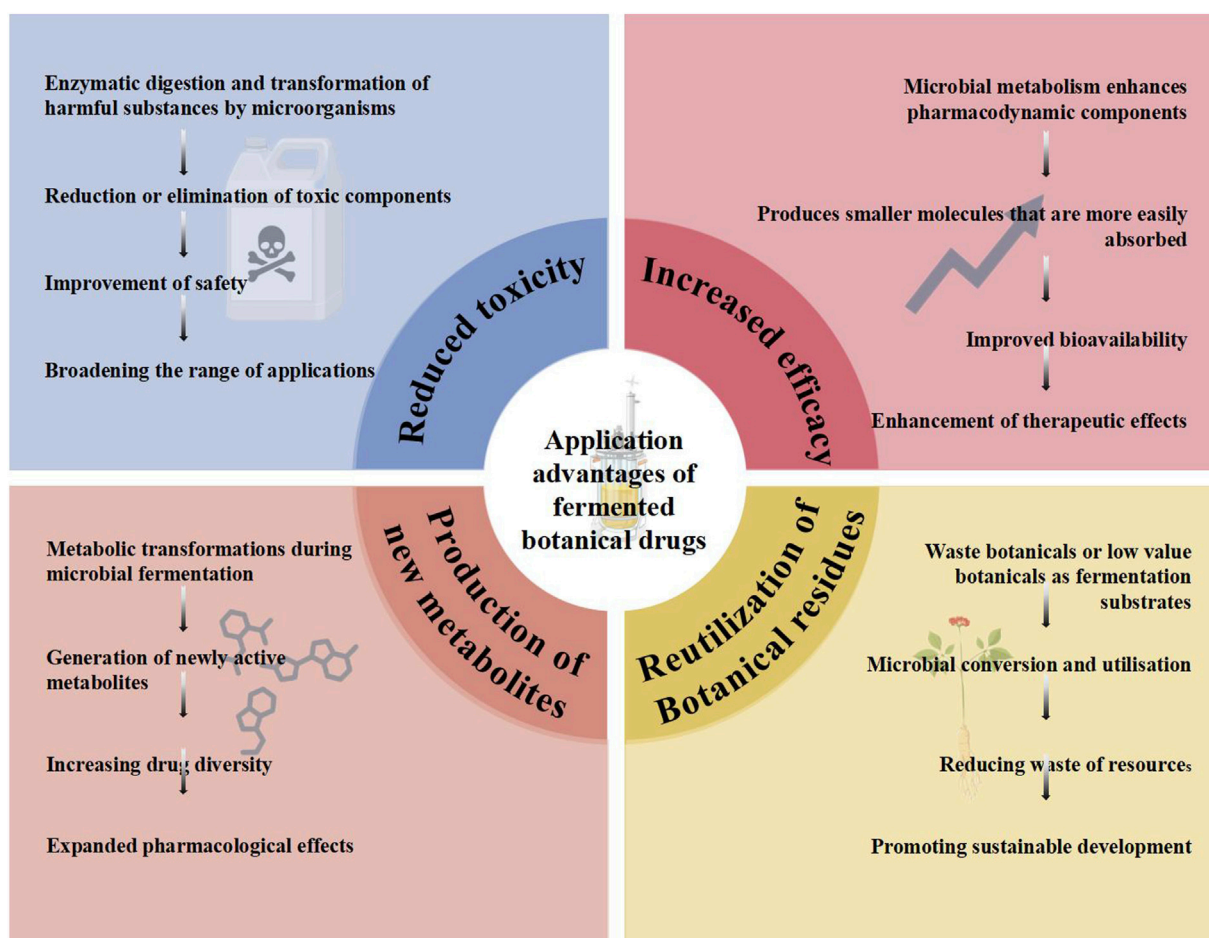 Enzymatic digestion and transformation of
harmful substances by microorganisms
Reduction or elimination of toxic components
Improvement of safety
Broadening the range of applications
Reduced toxicity
Microbial metabolism enhances
pharmacodynamic components
Produces smaller molecules that are more easily
absorbed
Improved bioavailability
Enhancement of therapeutic effects
Increased efficacy
Application
advantages of
fermented
botanical drugs
Metabolic transformations during
microbial fermentation
Generation of newly active
metabolites
Increasing drug diversity
Expanded pharmacological effects
Production of
new metabolites
Waste botanicals or low value
botanicals as fermentation
substrates
Microbial conversion and utilisation
Reducing waste of resources
Promoting sustainable development
Reutilization of
Botanical residues